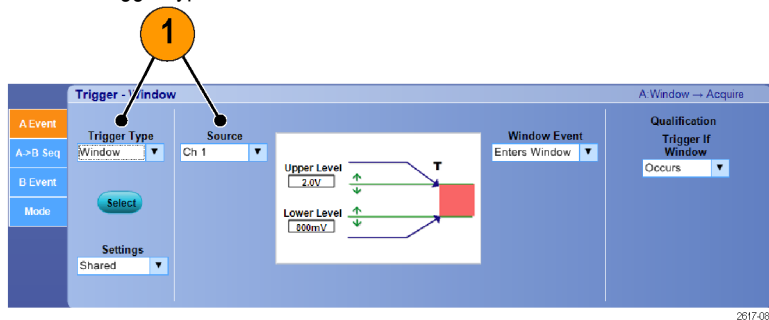 1
Trigger - Window
A:Window → Acquire
A Event
A->B Seq
B Event
Mode
Trigger Type
Window
Select
Settings
Shared
Source
Ch 1
Upper Level
2.0V
Lower Level
800mV
T
Window Event
Enters Window
Qualification
Trigger If
Window
Occurs
2617-08